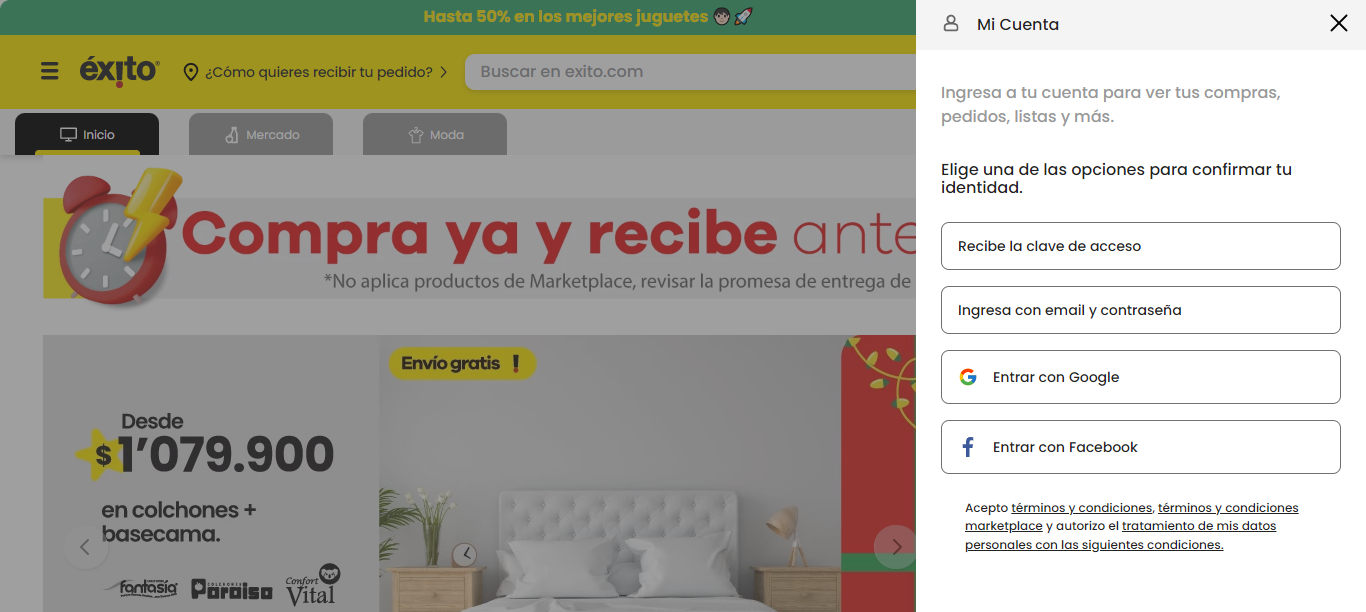 Hasta 50% en los mejores juguetes
éxito
¿Cómo quieres recibir tu pedido?
Buscar en exito.com
Inicio
Mercado
Moda
Compra ya y recibe ante
*No aplica productos de Marketplace, revisar la promesa de entrega de
Desde
$1'079.900
en colchones +
basecama.
fantasía
COLCHONES
Paraíso
Confort
Vital
Envío gratis !
Mi Cuenta
Ingresa a tu cuenta para ver tus compras,
pedidos, listas y más.
Elige una de las opciones para confirmar tu
identidad.
Recibe la clave de acceso
Ingresa con email y contraseña
Entrar con Google
Entrar con Facebook
Acepto términos y condiciones, términos y condiciones
marketplace y autorizo el tratamiento de mis datos
personales con las siguientes condiciones.